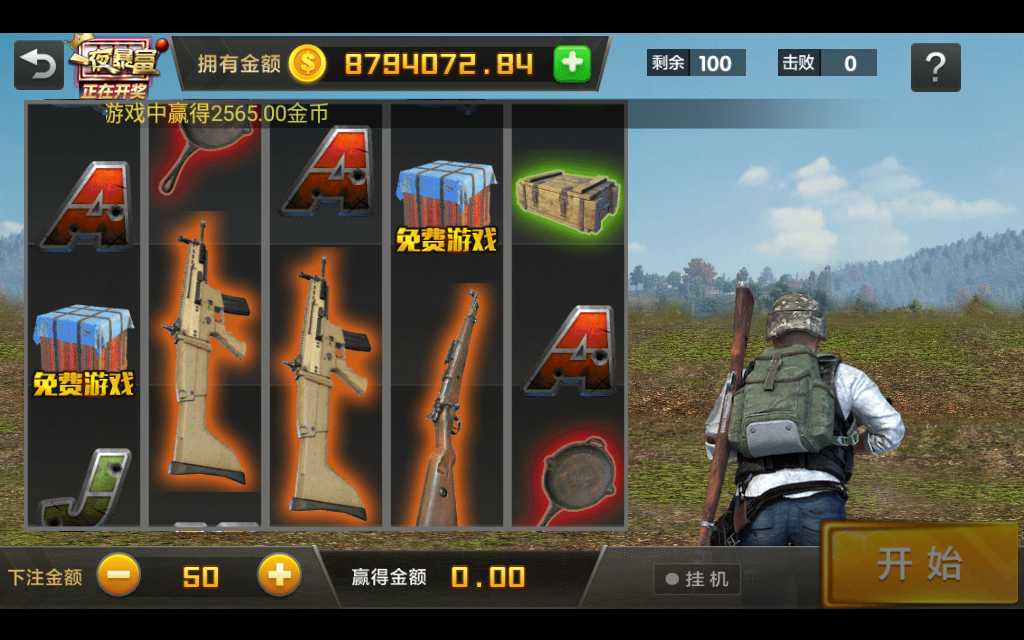 一夜暴富
正在开奖
拥有金额 $ 8794072.84
剩余 100
击败 0
?
游戏中赢得2565.00金币
A
A
免费游戏
免费游戏
A
J
下注金额 50
赢得金额 0.00
挂机
开始